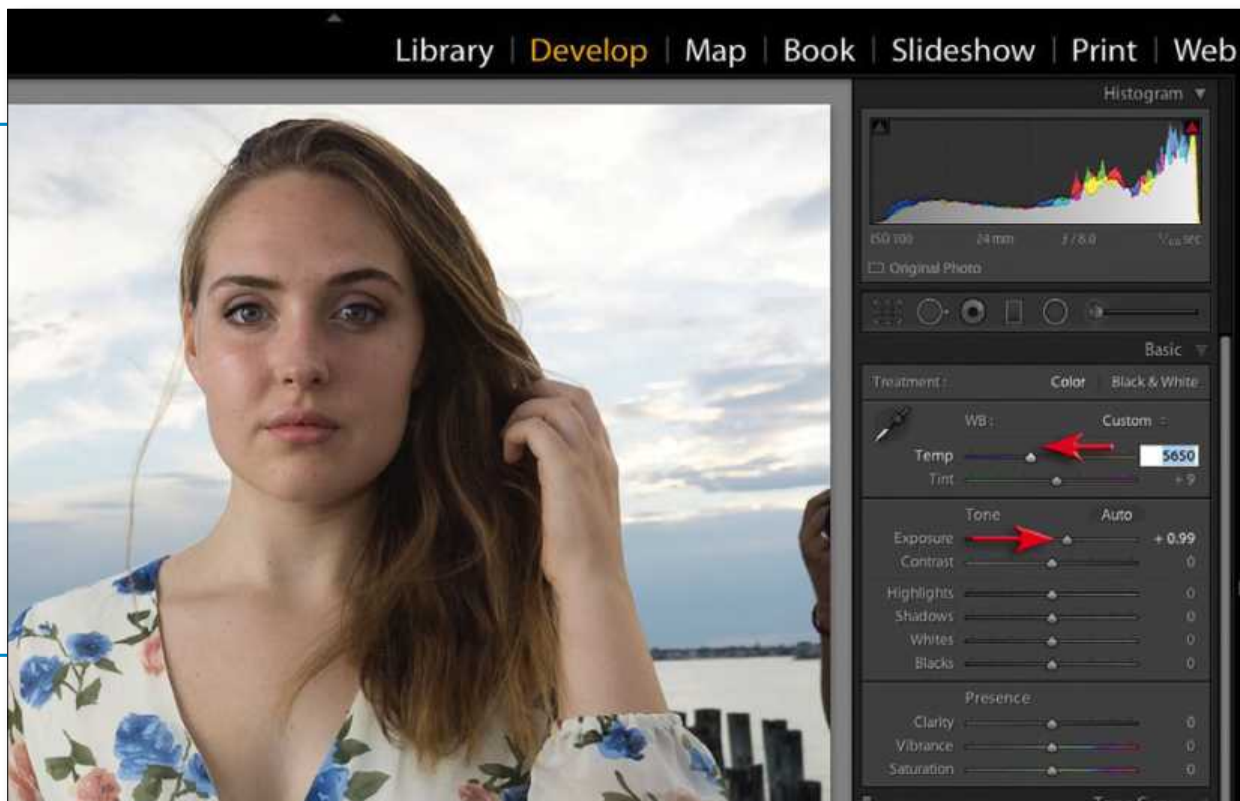 Library | Develop | Map | Book | Slideshow | Print | Web
Histogram
ISO 100 24 mm f / 8.0 sec
Original Photo
Basic
Treatment : Color Black & White
WB : Custom
Temp 5650
Tint + 9
Tone Auto
Exposure + 0.99
Contrast 0
Highlights 0
Shadows 0
Whites 0
Blacks 0
Presence
Clarity 0
Vibrance 0
Saturation 0